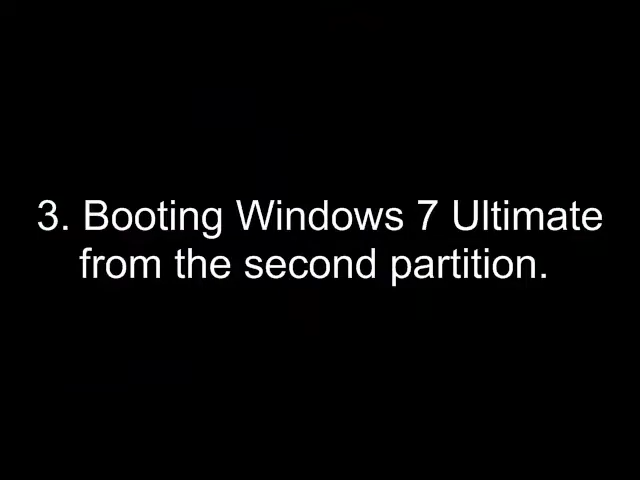 3. Booting Windows 7 Ultimate
from the second partition.